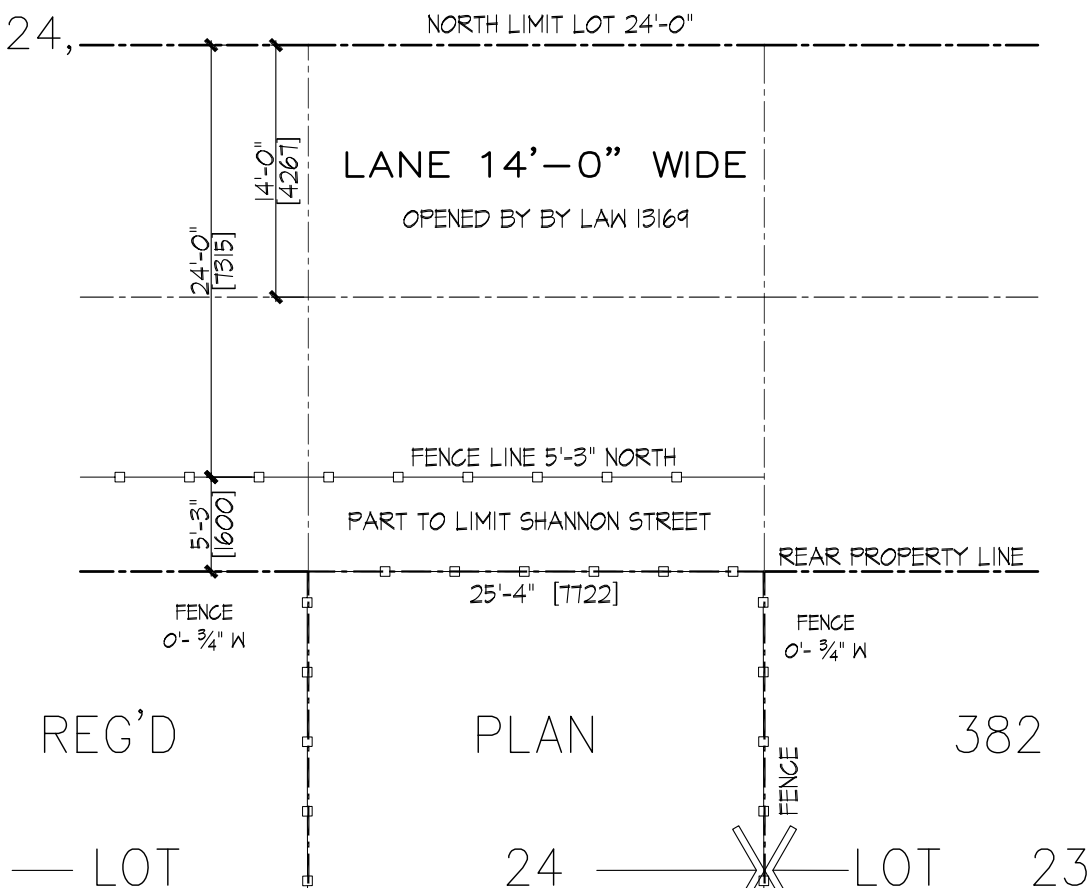 NORTH LIMIT LOT 24'-0"
24,
14'-0"
[4267]
LANE 14'-0" WIDE
OPENED BY BY LAW 13169
24'-0"
[7315]
FENCE LINE 5'-3" NORTH
5'-3"
[1600]
PART TO LIMIT SHANNON STREET
REAR PROPERTY LINE
25'-4" [7722]
FENCE
0'- ¾" W
FENCE
0'- ¾" W
REG'D PLAN 382
FENCE
LOT 24 LOT 23